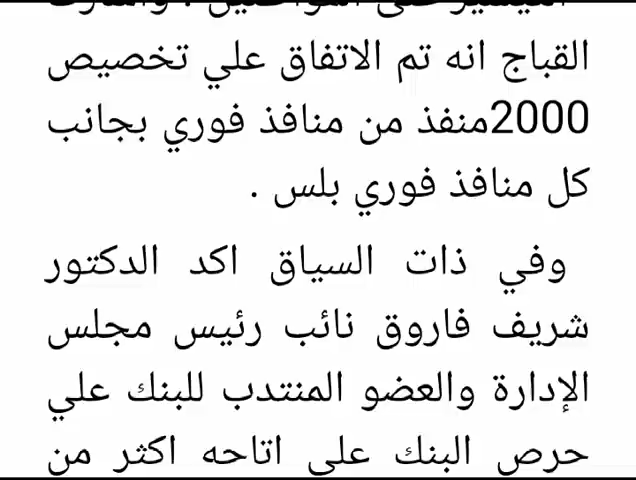 القباج انه تم الاتفاق علي تخصيص
2000منفذ من منافذ فوري بجانب
كل منافذ فوري بلس .
وفي ذات السياق اكد الدكتور
شريف فاروق نائب رئيس مجلس
الإدارة والعضو المنتدب للبنك علي
حرص البنك على اتاحه اكثر من